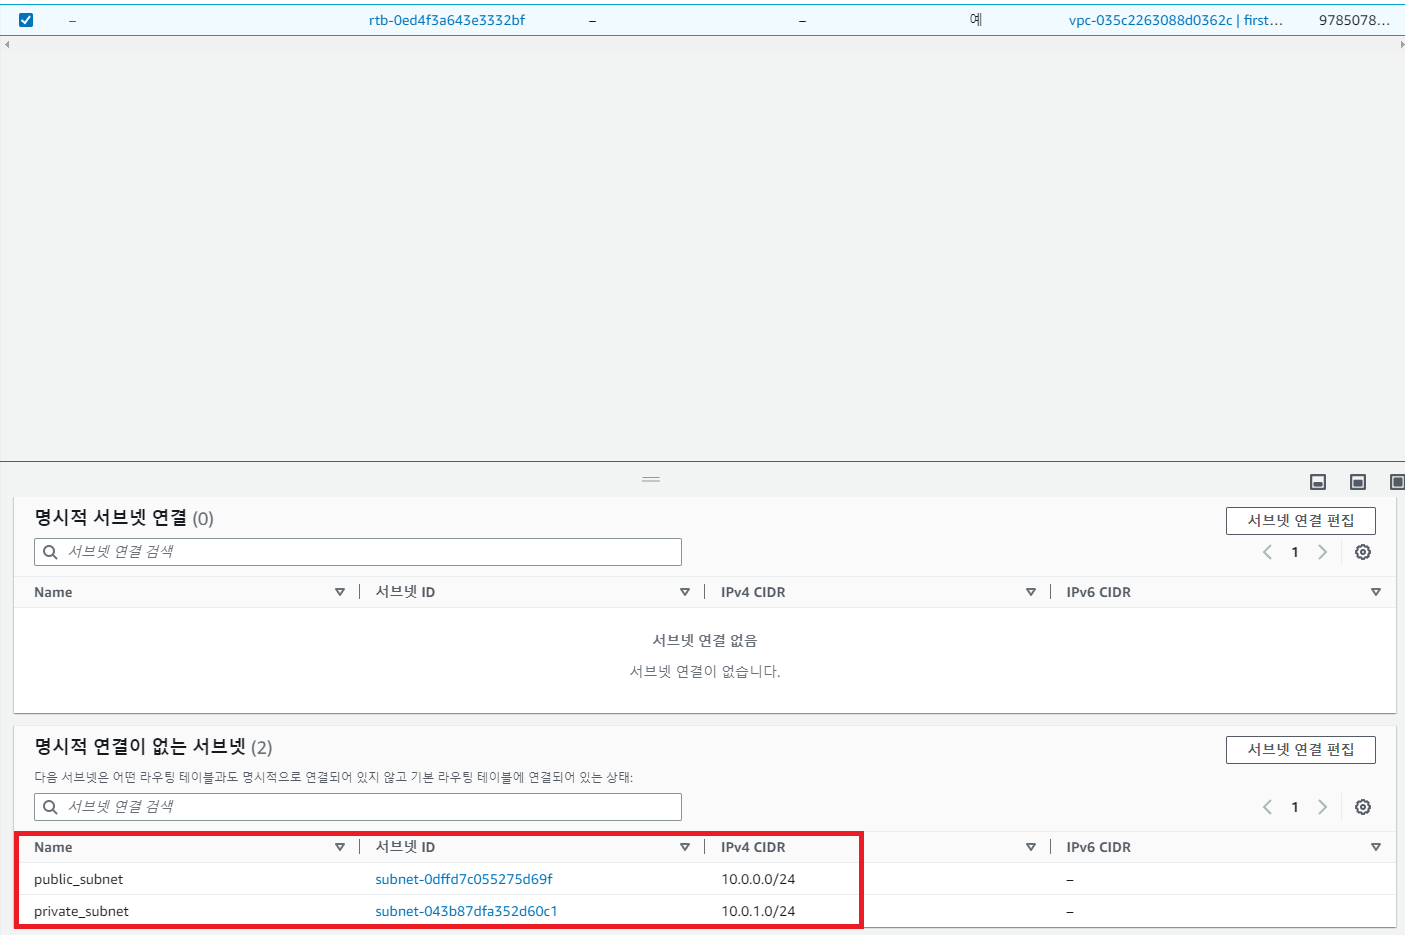 – rtb-0ed4f3a643e3332bf – – 예 vpc-035c2263088d0362c | first… 9785078…
명시적 서브넷 연결 (0)
서브넷 연결 편집
서브넷 연결 검색
1
Name 서브넷 ID IPv4 CIDR IPv6 CIDR
서브넷 연결 없음
서브넷 연결이 없습니다.
명시적 연결이 없는 서브넷 (2)
서브넷 연결 편집
다음 서브넷은 어떤 라우팅 테이블과도 명시적으로 연결되어 있지 않고 기본 라우팅 테이블에 연결되어 있는 상태:
서브넷 연결 검색
1
Name 서브넷 ID IPv4 CIDR IPv6 CIDR
public_subnet subnet-0dffd7c055275d69f 10.0.0.0/24 –
private_subnet subnet-043b87dfa352d60c1 10.0.1.0/24 –